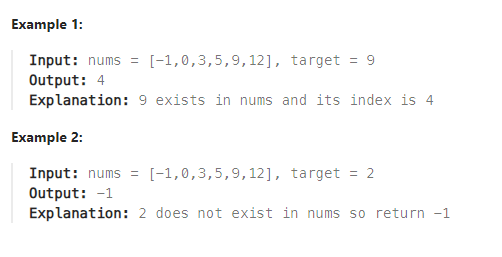 Example 1:
Input: nums = [-1,0,3,5,9,12], target = 9
Output: 4
Explanation: 9 exists in nums and its index is 4
Example 2:
Input: nums = [-1,0,3,5,9,12], target = 2
Output: -1
Explanation: 2 does not exist in nums so return -1